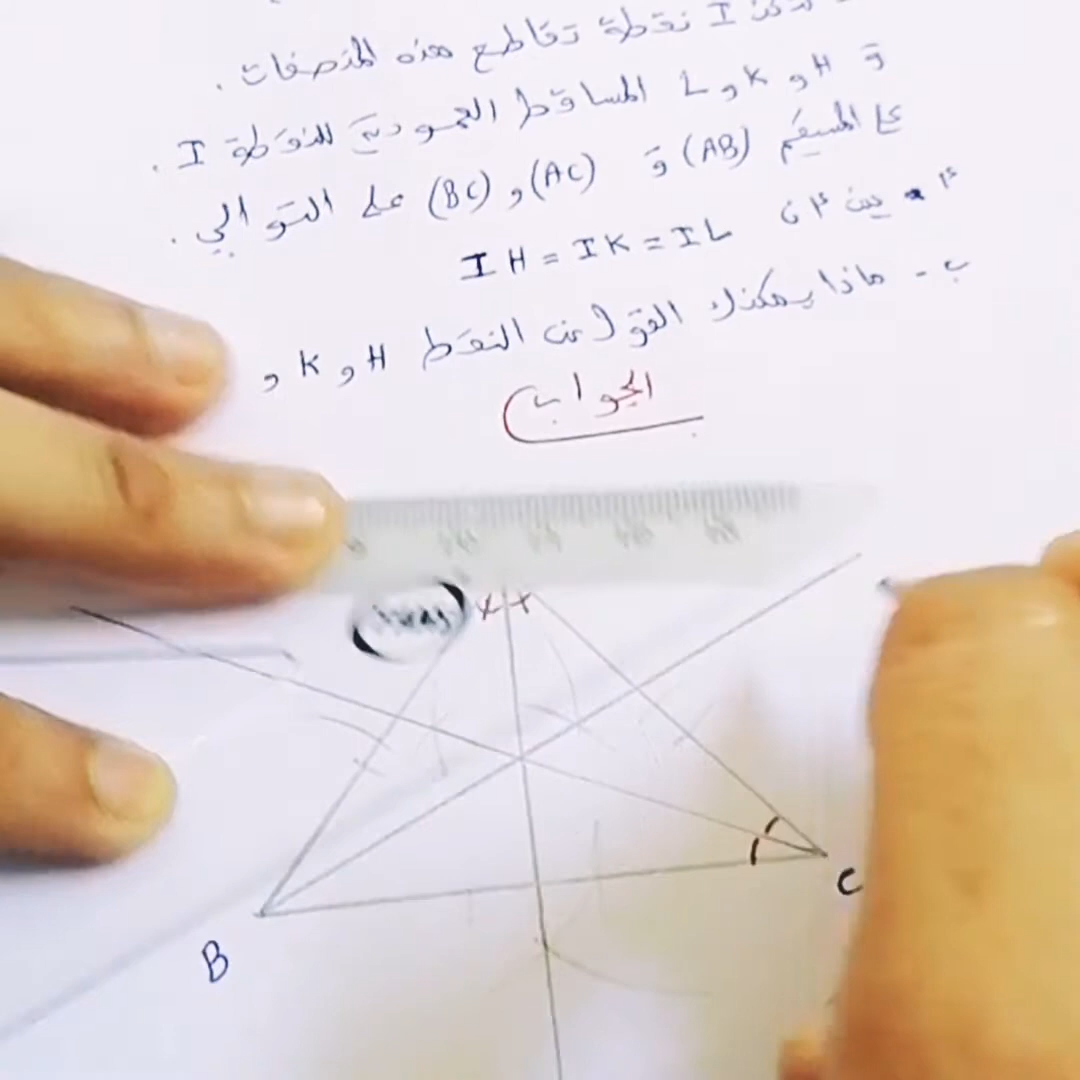 I نقطة تقاطع هذه المنصفات .
و H و K و L المساقط العمودية للنقطة I .
على المستقيم (AB) و (AC) و (BC) على التوالي .
أ - بين أن IH = IK = IL
ب - ماذا يمكنك القول عن النقط H و K و
الجواب
x x
C
B